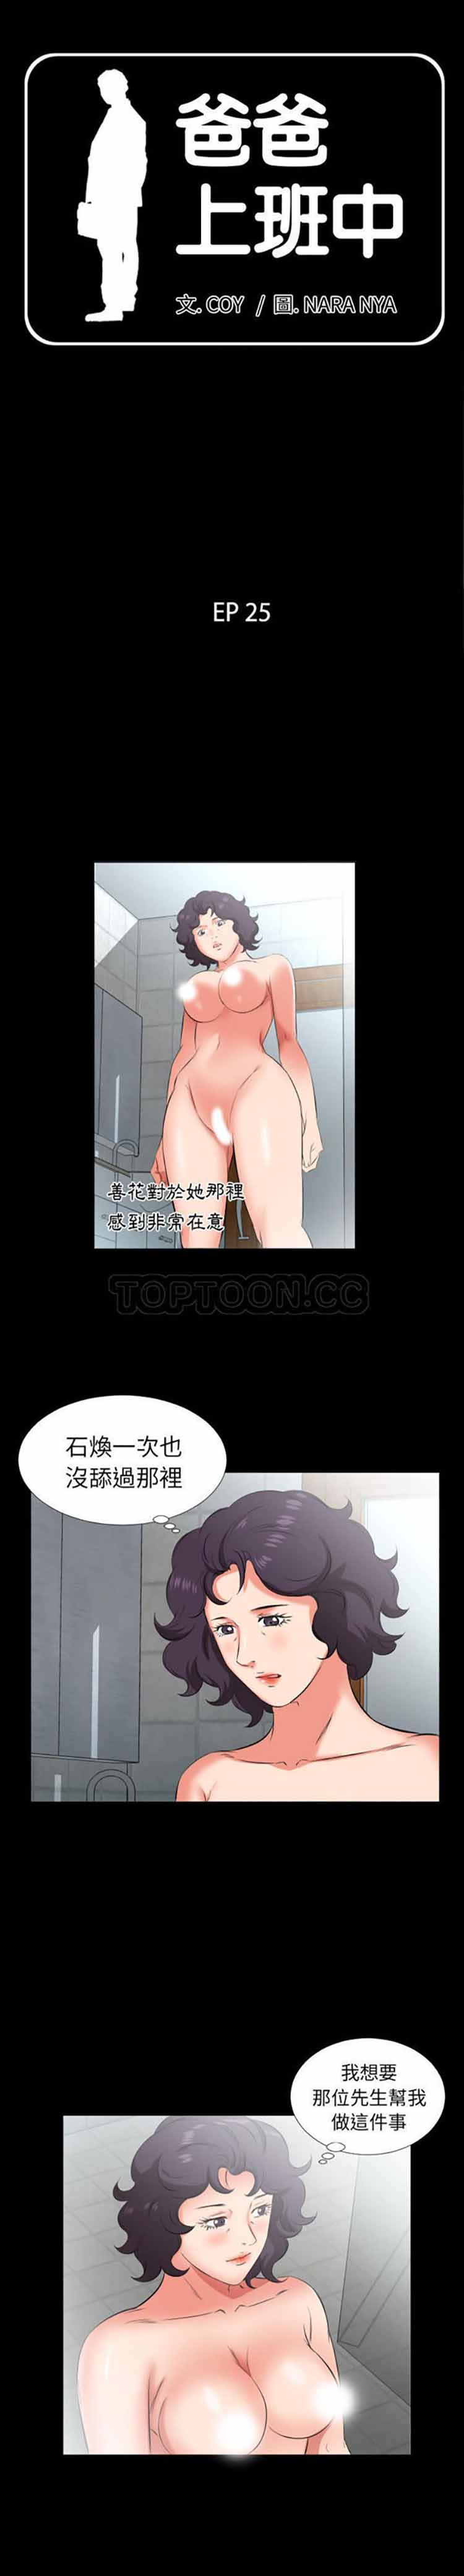 爸爸
上班中
文. COY / 圖. NARA NYA
EP 25
善花對於她那裡
感到非常在意
TOPTOON.CC
石煥一次也
沒舔過那裡
我想要
那位先生幫我
做這件事